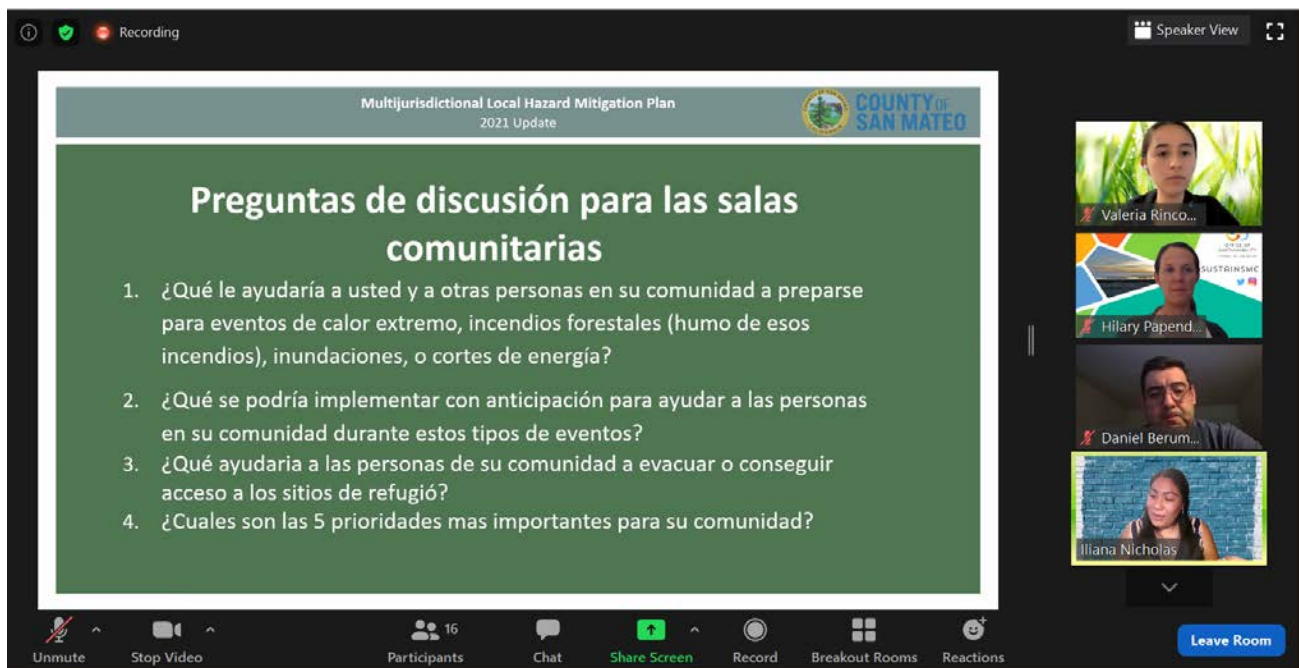 Recording
Speaker View
Multijurisdictional Local Hazard Mitigation Plan
2021 Update
COUNTY OF
SAN MATEO
Preguntas de discusión para las salas
comunitarias
1. ¿Qué le ayudaría a usted y a otras personas en su comunidad a preparse
para eventos de calor extremo, incendios forestales (humo de esos
incendios), inundaciones, o cortes de energía?
2. ¿Qué se podría implementar con anticipación para ayudar a las personas
en su comunidad durante estos tipos de eventos?
3. ¿Qué ayudaria a las personas de su comunidad a evacuar o conseguir
acceso a los sitios de refugió?
4. ¿Cuales son las 5 prioridades mas importantes para su comunidad?
Valeria Rinco...
SUSTAINSMC
Hilary Papend...
Daniel Berum...
Iliana Nicholas
16
Unmute Stop Video Participants Chat Share Screen Record Breakout Rooms Reactions
Leave Room